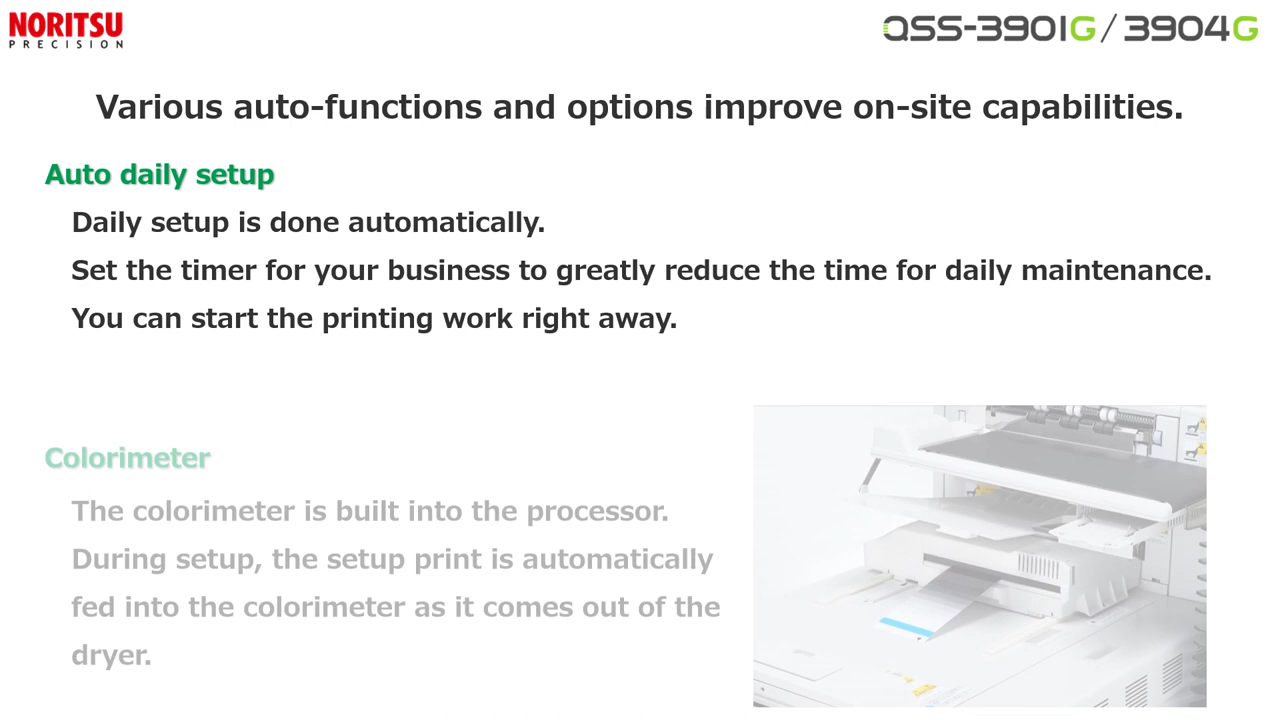 NORITSU
PRECISION
QSS-3901G/3904G
Various auto-functions and options improve on-site capabilities.
Auto daily setup
Daily setup is done automatically.
Set the timer for your business to greatly reduce the time for daily maintenance.
You can start the printing work right away.
Colorimeter
The colorimeter is built into the processor.
During setup, the setup print is automatically
fed into the colorimeter as it comes out of the
dryer.